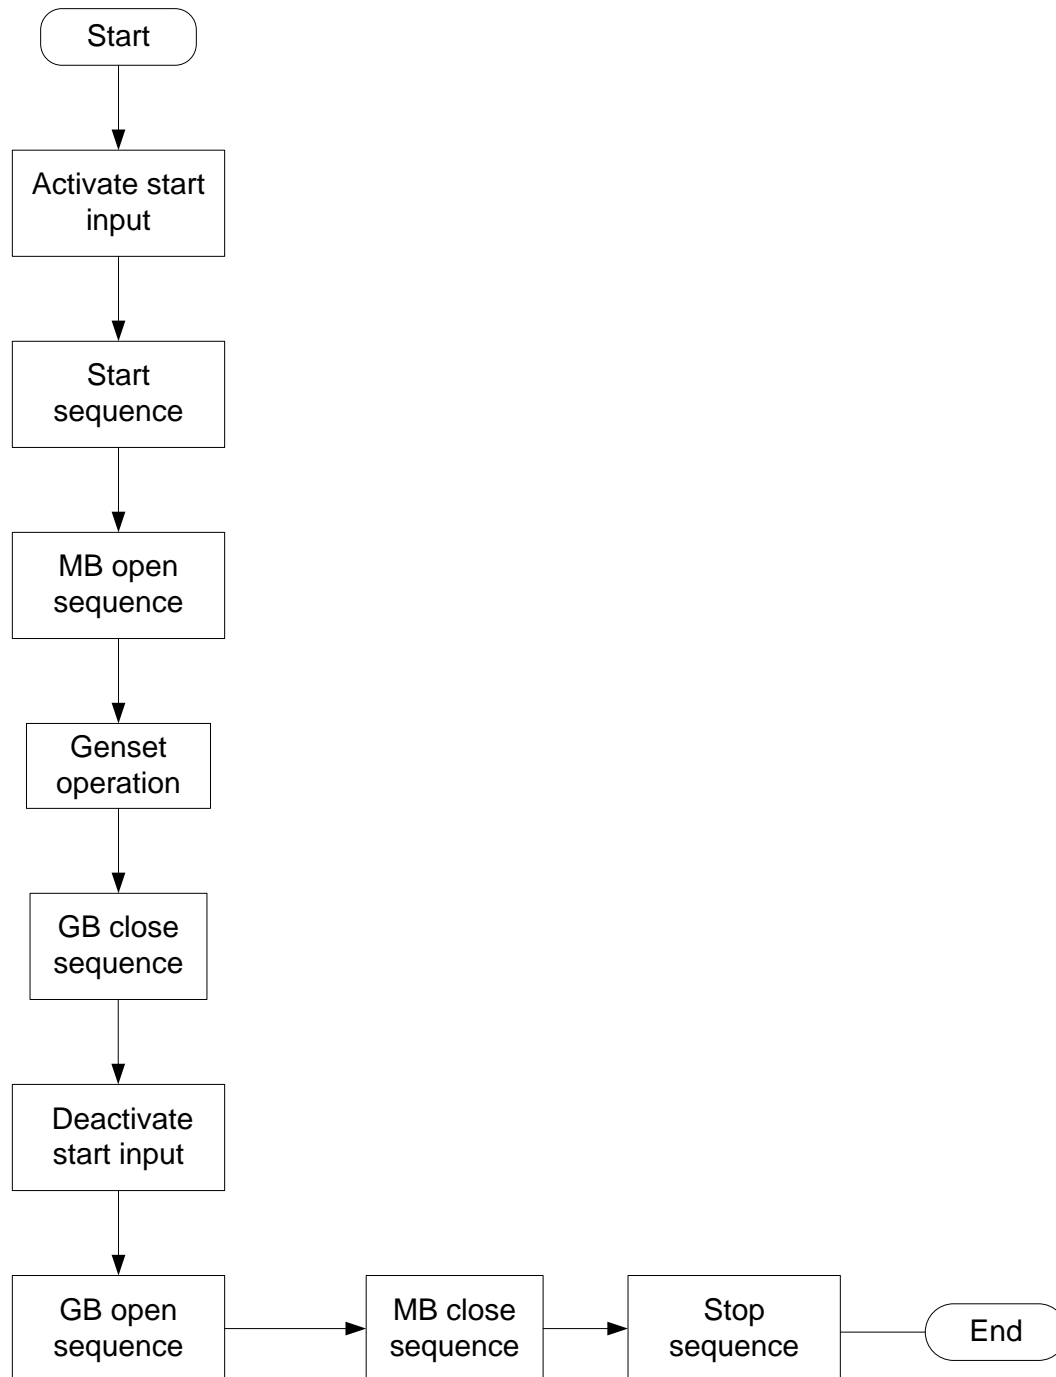 Start
Activate start
input
Start
sequence
MB open
sequence
Genset
operation
GB close
sequence
Deactivate
start input
GB open
sequence
MB close
sequence
Stop
sequence
End